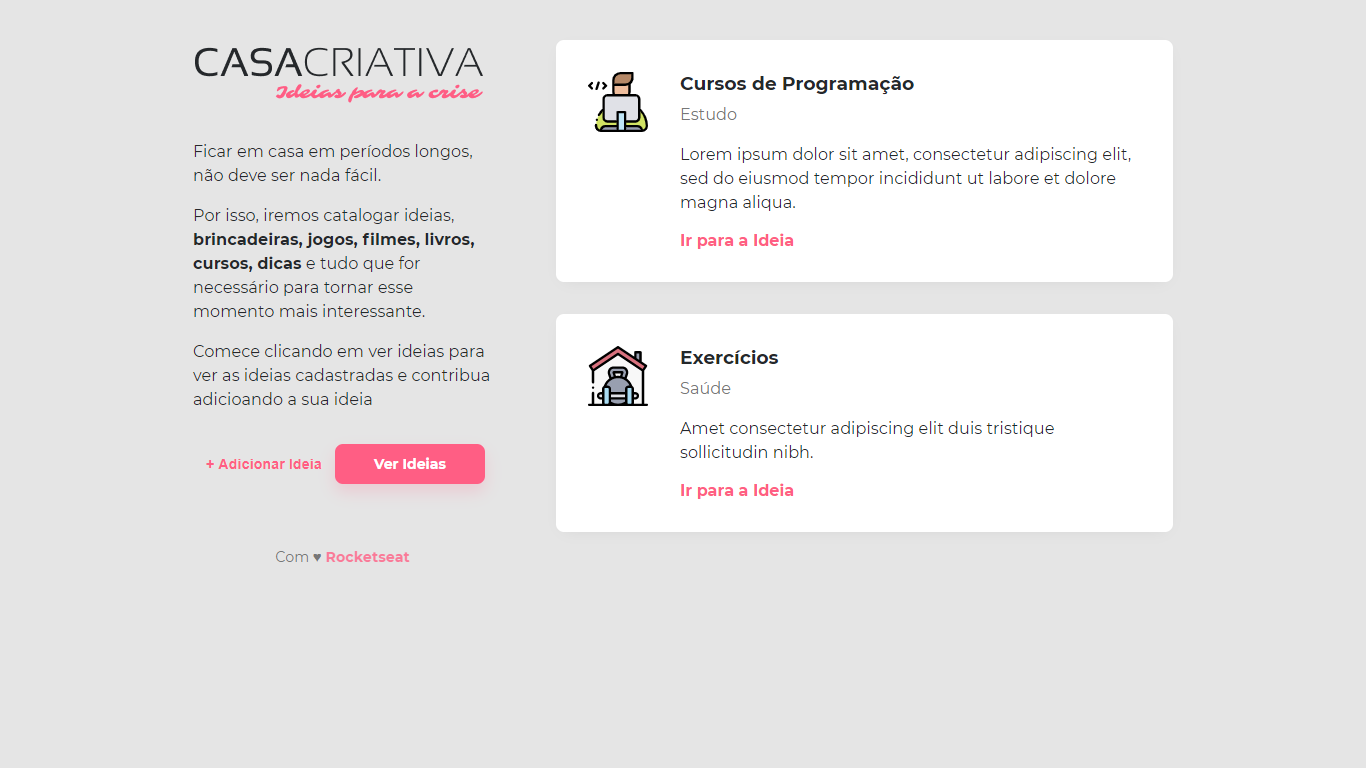 CASACRIATIVA
Ideias para a crise
Ficar em casa em períodos longos,
não deve ser nada fácil.
Por isso, iremos catalogar ideias,
brincadeiras, jogos, filmes, livros,
cursos, dicas e tudo que for
necessário para tornar esse
momento mais interessante.
Comece clicando em ver ideias para
ver as ideias cadastradas e contribua
adicioando a sua ideia
+ Adicionar Ideia
Ver Ideias
Com ♥ Rocketseat
Cursos de Programação
Estudo
Lorem ipsum dolor sit amet, consectetur adipiscing elit,
sed do eiusmod tempor incididunt ut labore et dolore
magna aliqua.
Ir para a Ideia
Exercícios
Saúde
Amet consectetur adipiscing elit duis tristique
sollicitudin nibh.
Ir para a Ideia